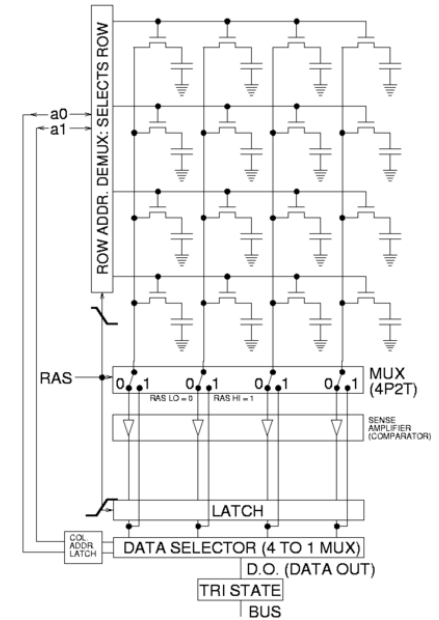 ROW ADDR. DEMUX: SELECTS ROW
a0
a1
RAS
0 1 0 1 0 1 0 1
MUX
(4P2T)
RAS LO = 0 RAS HI = 1
SENSE
AMPLIFIER
(COMPARATOR)
LATCH
COL.
ADDR
LATCH
DATA SELECTOR (4 TO 1 MUX)
D.O. (DATA OUT)
TRI STATE
BUS